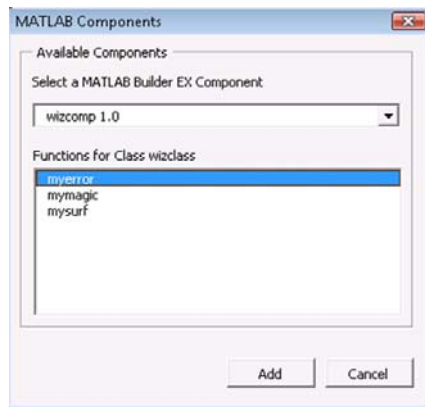 MATLAB Components
Available Components
Select a MATLAB Builder EX Component
wizcomp 1.0
Functions for Class wizclass
myerror
mymagic
mysurf
Add Cancel